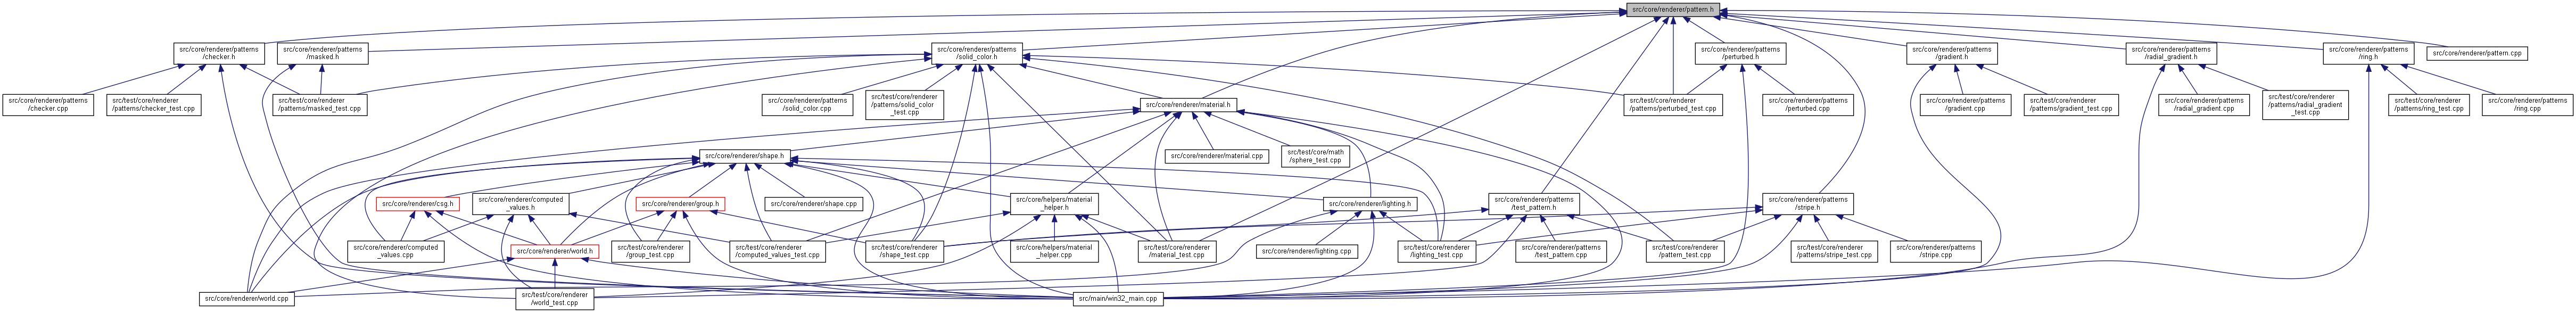 src/core/renderer/pattern.h
src/core/renderer/patterns
/checker.h
src/core/renderer/patterns
/masked.h
src/core/renderer/patterns
/solid_color.h
src/core/renderer/patterns
/perturbed.h
src/core/renderer/patterns
/gradient.h
src/core/renderer/patterns
/radial_gradient.h
src/core/renderer/patterns
/ring.h
src/core/renderer/pattern.cpp
src/core/renderer/patterns
/checker.cpp
src/test/core/renderer
/patterns/checker_test.cpp
src/test/core/renderer
/patterns/masked_test.cpp
src/core/renderer/patterns
/solid_color.cpp
src/test/core/renderer
/patterns/solid_color
_test.cpp
src/core/renderer/material.h
src/test/core/renderer
/patterns/perturbed_test.cpp
src/core/renderer/patterns
/perturbed.cpp
src/core/renderer/patterns
/gradient.cpp
src/test/core/renderer
/patterns/gradient_test.cpp
src/core/renderer/patterns
/radial_gradient.cpp
src/test/core/renderer
/patterns/radial_gradient
_test.cpp
src/test/core/renderer
/patterns/ring_test.cpp
src/core/renderer/patterns
/ring.cpp
src/core/renderer/shape.h
src/core/renderer/material.cpp
src/test/core/math
/sphere_test.cpp
src/core/renderer/csg.h
src/core/renderer/computed
_values.h
src/core/renderer/group.h
src/core/renderer/shape.cpp
src/core/helpers/material
_helper.h
src/core/renderer/lighting.h
src/core/renderer/patterns
/test_pattern.h
src/core/renderer/patterns
/stripe.h
src/core/renderer/computed
_values.cpp
src/core/renderer/world.h
src/test/core/renderer
/group_test.cpp
src/test/core/renderer
/computed_values_test.cpp
src/test/core/renderer
/shape_test.cpp
src/core/helpers/material
_helper.cpp
src/test/core/renderer
/material_test.cpp
src/core/renderer/lighting.cpp
src/test/core/renderer
/lighting_test.cpp
src/core/renderer/patterns
/test_pattern.cpp
src/test/core/renderer
/pattern_test.cpp
src/test/core/renderer
/patterns/stripe_test.cpp
src/core/renderer/patterns
/stripe.cpp
src/core/renderer/world.cpp
src/test/core/renderer
/world_test.cpp
src/main/win32_main.cpp